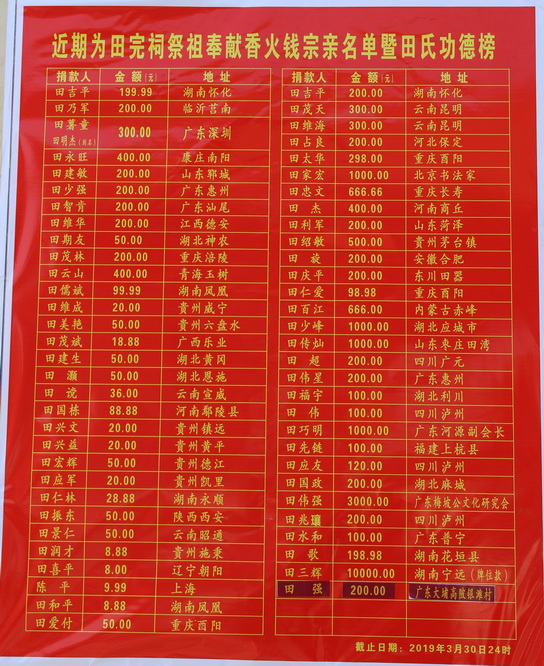 近期为田完祠祭祖奉献香火钱宗亲名单暨田氏功德榜
捐款人 金额(元) 地址
田吉平 199.99 湖南怀化
田乃军 200.00 临沂莒南
田薯童
田明杰(刘寨) 300.00 广东深圳
田永旺 400.00 康庄南阳
田建敏 200.00 山东郓城
田少强 200.00 广东惠州
田智肯 200.00 广东汕尾
田维华 200.00 江西德安
田期友 50.00 湖北神农
田茂林 200.00 重庆涪陵
田云山 400.00 青海玉树
田儒斌 99.99 湖南凤凰
田维成 20.00 贵州威宁
田美艳 50.00 贵州六盘水
田茂斌 18.88 广西乐业
田建生 50.00 湖北黄冈
田灏 50.00 湖北恩施
田谠 36.00 云南宣威
田国栋 88.88 河南鄢陵县
田兴文 20.00 贵州镇远
田兴益 20.00 贵州黄平
田宏辉 50.00 贵州德江
田应军 20.00 贵州凯里
田仁林 28.88 湖南永顺
田振东 50.00 陕西西安
田景仁 50.00 云南昭通
田润才 8.88 贵州施秉
田喜平 8.00 辽宁朝阳
陈平 9.99 上海
田和平 8.88 湖南凤凰
田爱付 50.00 重庆酉阳
捐款人 金额(元) 地址
田吉平 200.00 湖南怀化
田茂天 300.00 云南昆明
田维海 300.00 云南昆明
田占良 200.00 河北保定
田太华 298.00 重庆酉阳
田家宏 1000.00 北京书法家
田忠文 666.66 重庆长寿
田杰 400.00 河南商丘
田利军 200.00 山东菏泽
田绍敏 500.00 贵州茅台镇
田旋 200.00 安徽合肥
田庆平 200.00 东川田器
田仁爱 98.98 重庆酉阳
田百江 666.00 内蒙古赤峰
田少峰 1000.00 湖北应城市
田传灿 1000.00 山东枣庄田湾
田超 200.00 四川广元
田伟星 200.00 广东惠州
田福宇 100.00 湖北利川
田伟 100.00 四川泸州
田巧明 1000.00 广东河源副会长
田先链 100.00 福建上杭县
田应友 120.00 四川泸州
田国政 200.00 湖北麻城
田伟强 3000.00 广东梅坡公文化研究会
田兆瓖 200.00 四川泸州
田水和 100.00 广东普宁
田歌 198.98 湖南花垣县
田三辉 10000.00 湖南宁远(牌位款)
田强 200.00 广东大埔高陂银滩村
截止日期：2019年3月30日24时